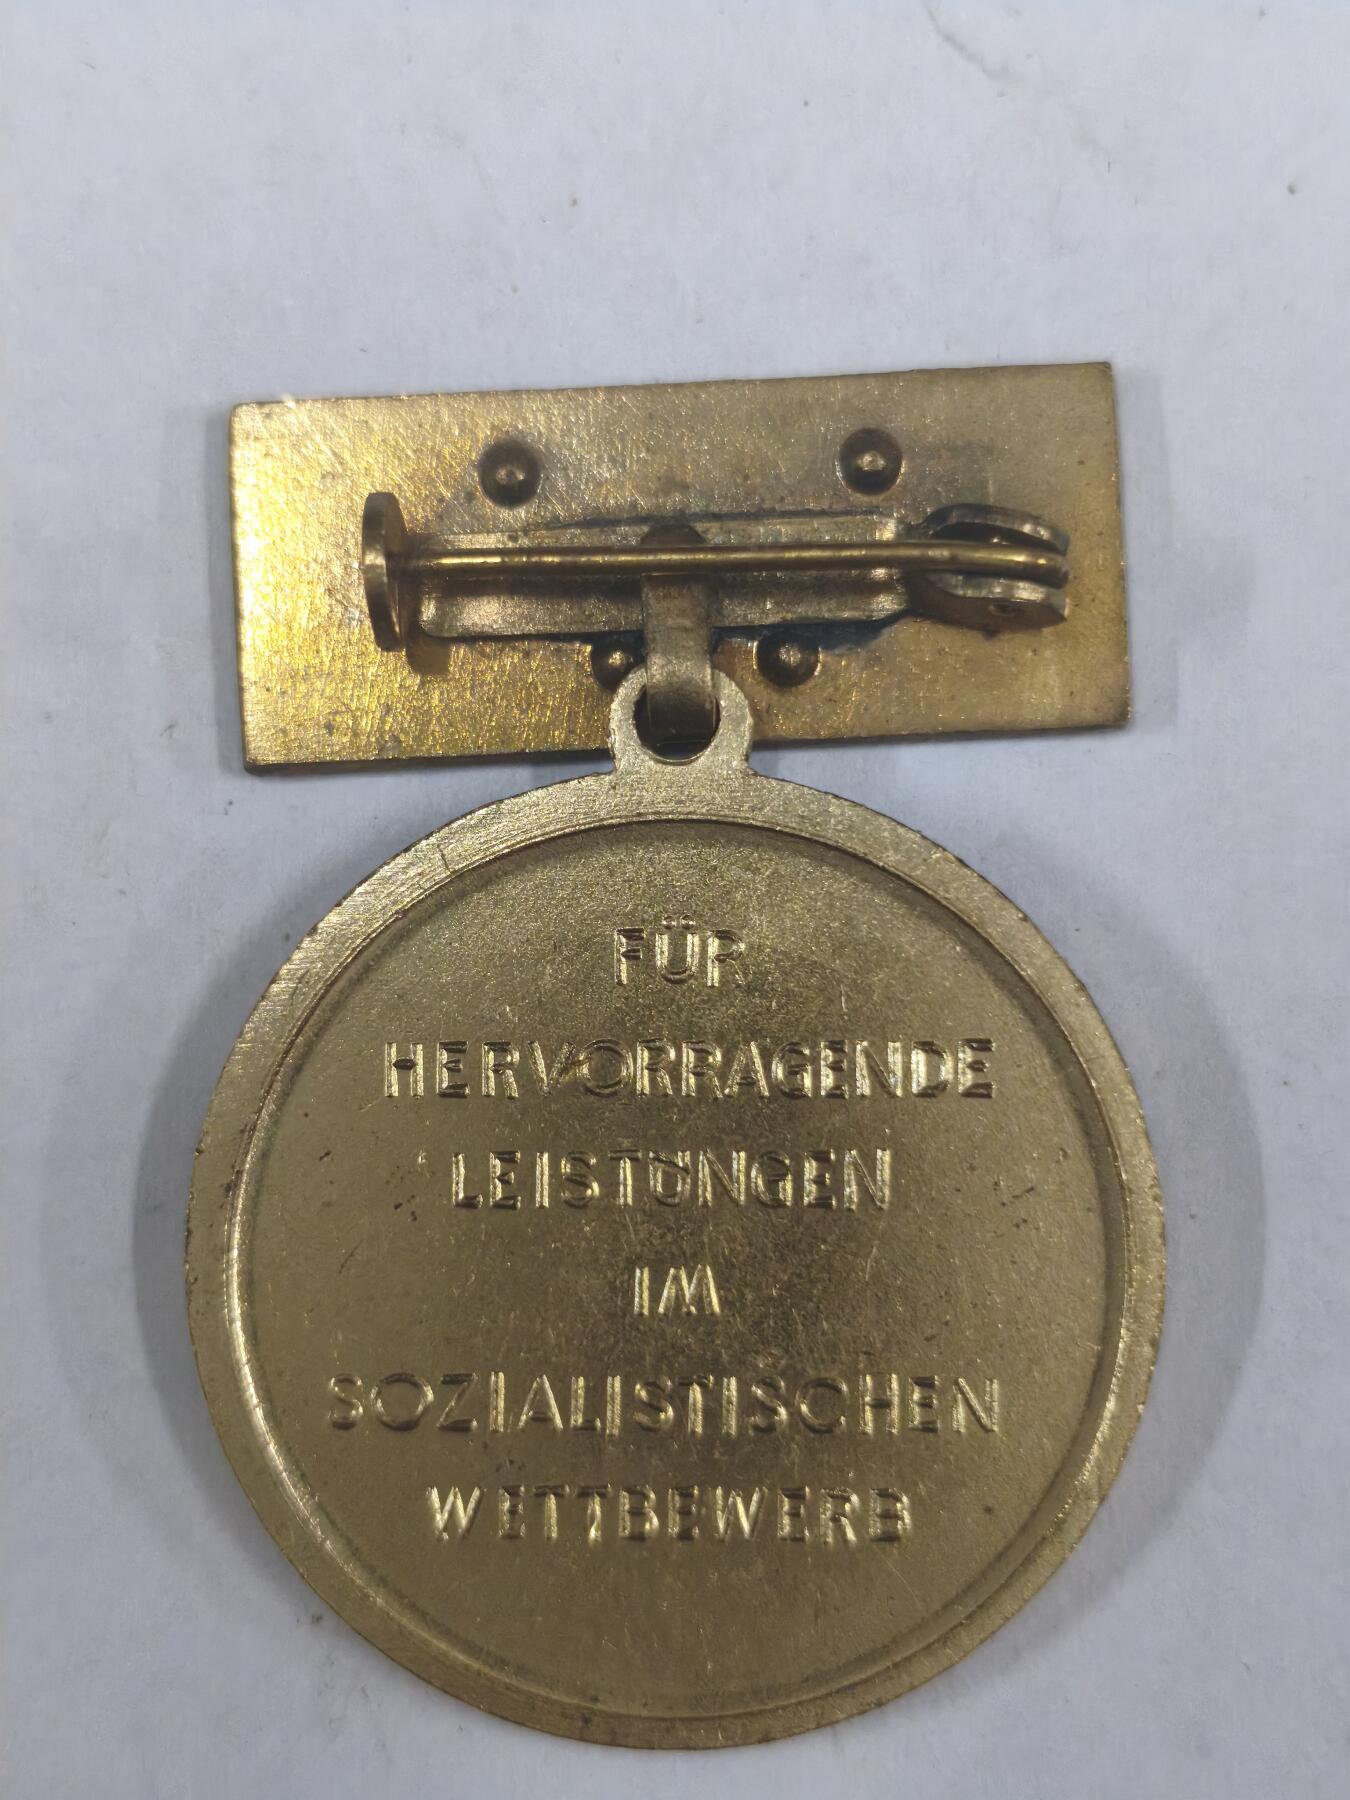 FÜR
HERVORRAGENDE
LEISTUNGEN
IM
SOZIALISTISCHEN
WETTBEWERB